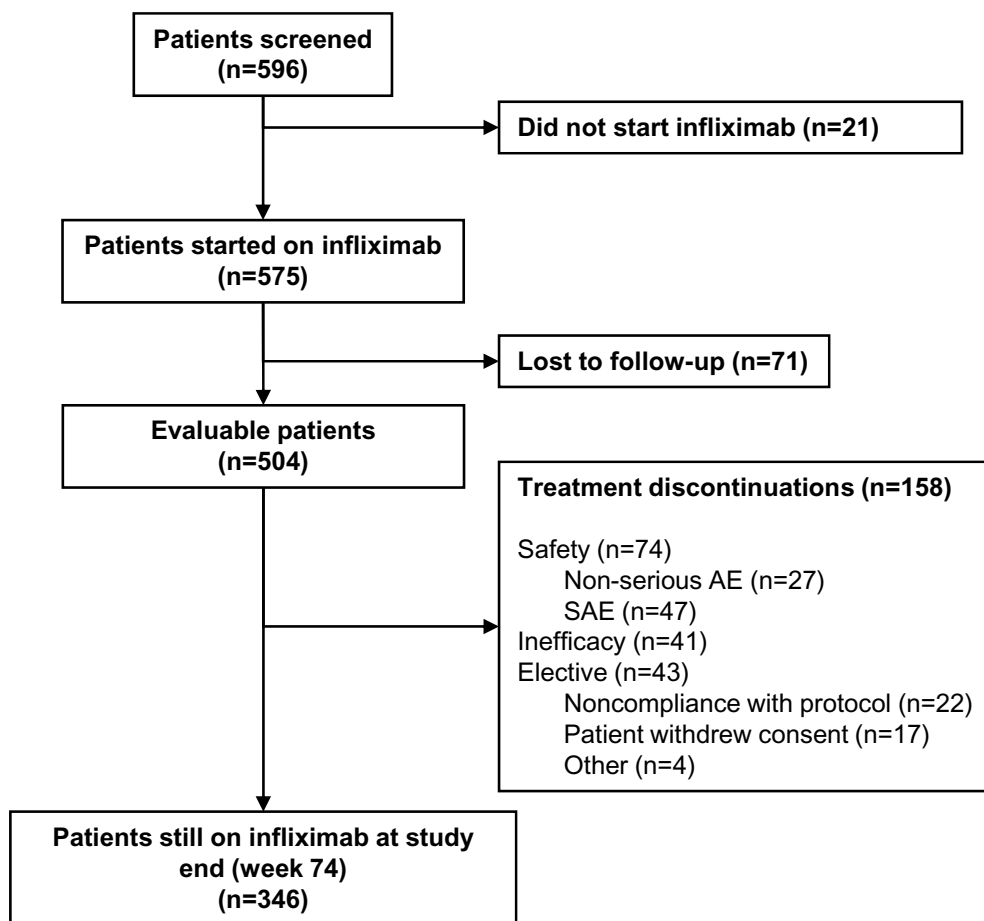 Patients screened
(n=596)
Did not start infliximab (n=21)
Patients started on infliximab
(n=575)
Lost to follow-up (n=71)
Evaluable patients
(n=504)
Treatment discontinuations (n=158)
Safety (n=74)
Non-serious AE (n=27)
SAE (n=47)
Inefficacy (n=41)
Elective (n=43)
Noncompliance with protocol (n=22)
Patient withdrew consent (n=17)
Other (n=4)
Patients still on infliximab at study
end (week 74)
(n=346)